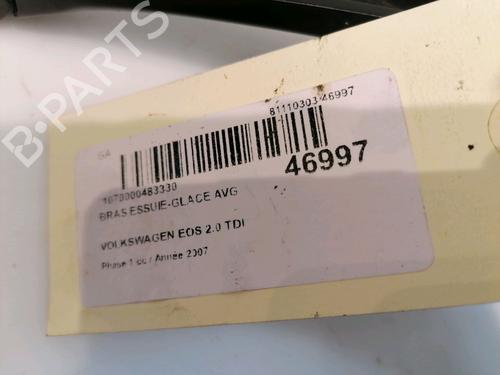 B-PARTS
GA
81110303/46997
46997
1070000483330
BRAS ESSUIE-GLACE AVG
VOLKSWAGEN EOS 2.0 TDI
Phase 1 cc / Année 2007